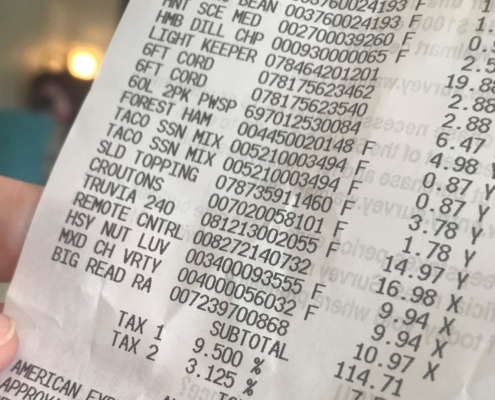 BEAN 003760024193 F 1.
HNT SCE MED 002700039260 F 0.
HMB DILL CHP 000930000065 F 2.5
LIGHT KEEPER 078464201201 19.88
6FT CORD 078175623462 2.88
6FT CORD 078175623540 2.88
60L 2PK PWSP 697012530084 6.47
FOREST HAM 004450020148 F 4.98 Y
TACO SSN MIX 005210003494 F 0.87 Y
TACO SSN MIX 005210003494 F 0.87 Y
SLD TOPPING 078735911460 F 3.78 Y
CROUTONS 007020058101 F 1.78 Y
TRUVIA 240 081213002055 F 14.97 Y
REMOTE CNTRL 008272140732 16.98 X
HSY NUT LUV 003400093555 F 9.94 X
MXD CH VRTY 004000056032 F 9.94 X
BIG READ RA 007239700868 10.97 X
SUBTOTAL 114.71
TAX 1 9.500 %
TAX 2 3.125 %
AMERICAN